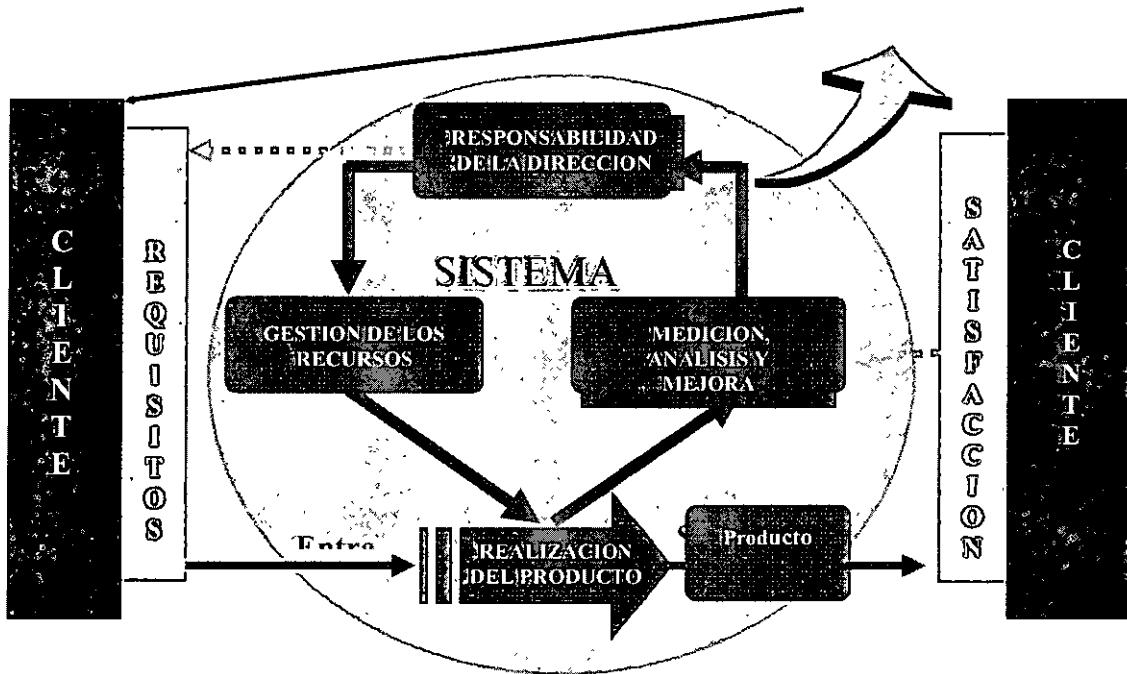 RESPONSABILIDAD
DE LA DIRECCION
CLIENTE
REQUISITOS
SISTEMA
GESTION DE LOS
RECURSOS
MEDICION,
ANALISIS Y
MEJORA
SATISFACCION
CLIENTE
REALIZACION
DEL PRODUCTO
Producto